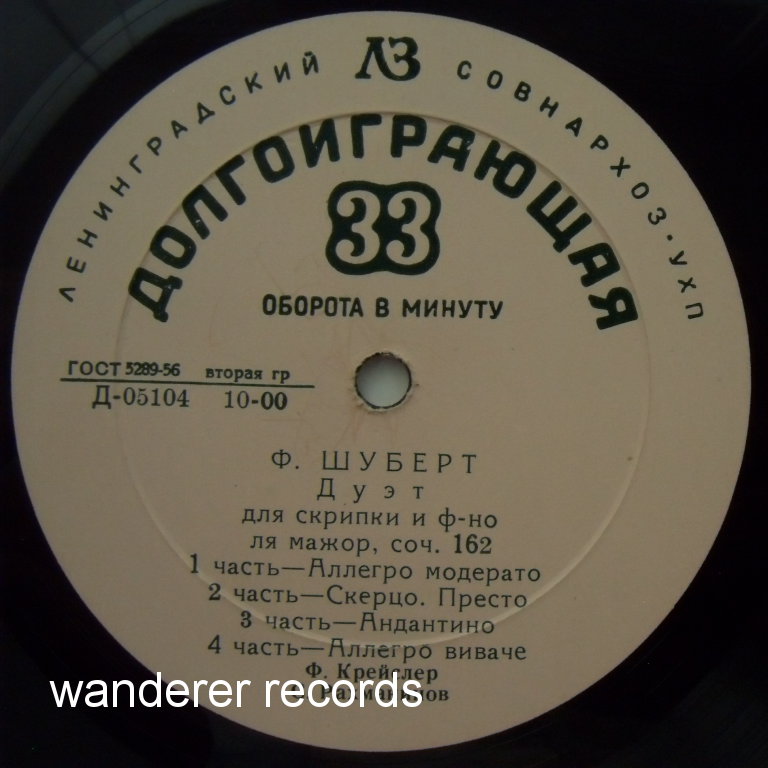 ЛЕНИНГРАДСКИЙ ЛЗ СОВНАРХОЗ·УХП
ДОЛГОИГРАЮЩАЯ
33
ОБОРОТА В МИНУТУ
ГОСТ 5289-56 вторая гр
Д-05104 10-00
Ф. ШУБЕРТ
Дуэт
для скрипки и ф-но
ля мажор, соч. 162
1 часть—Аллегро модерато
2 часть—Скерцо. Престо
3 часть—Андантино
4 часть—Аллегро виваче
Ф. Крейслер
С. Рахманинов
wanderer records